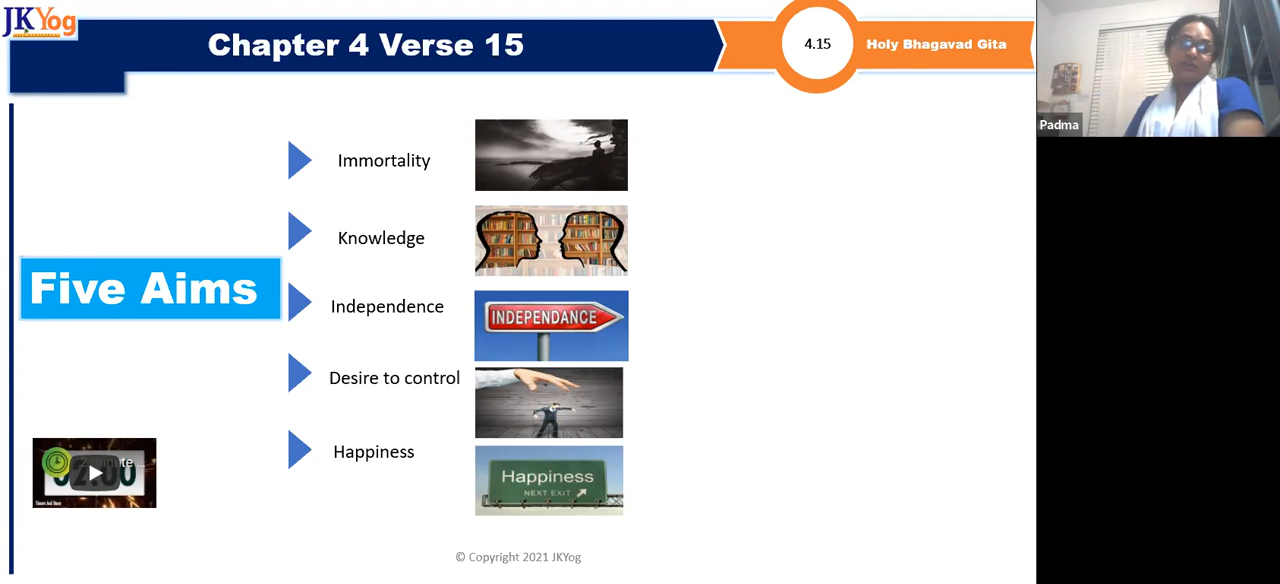 JKYog
Chapter 4 Verse 15
4.15
Holy Bhagavad Gita
Padma
Immortality
Knowledge
Five Aims
Independence
INDEPENDANCE
Desire to control
Happiness
Happiness
NEXT EXIT
© Copyright 2021 JKYog